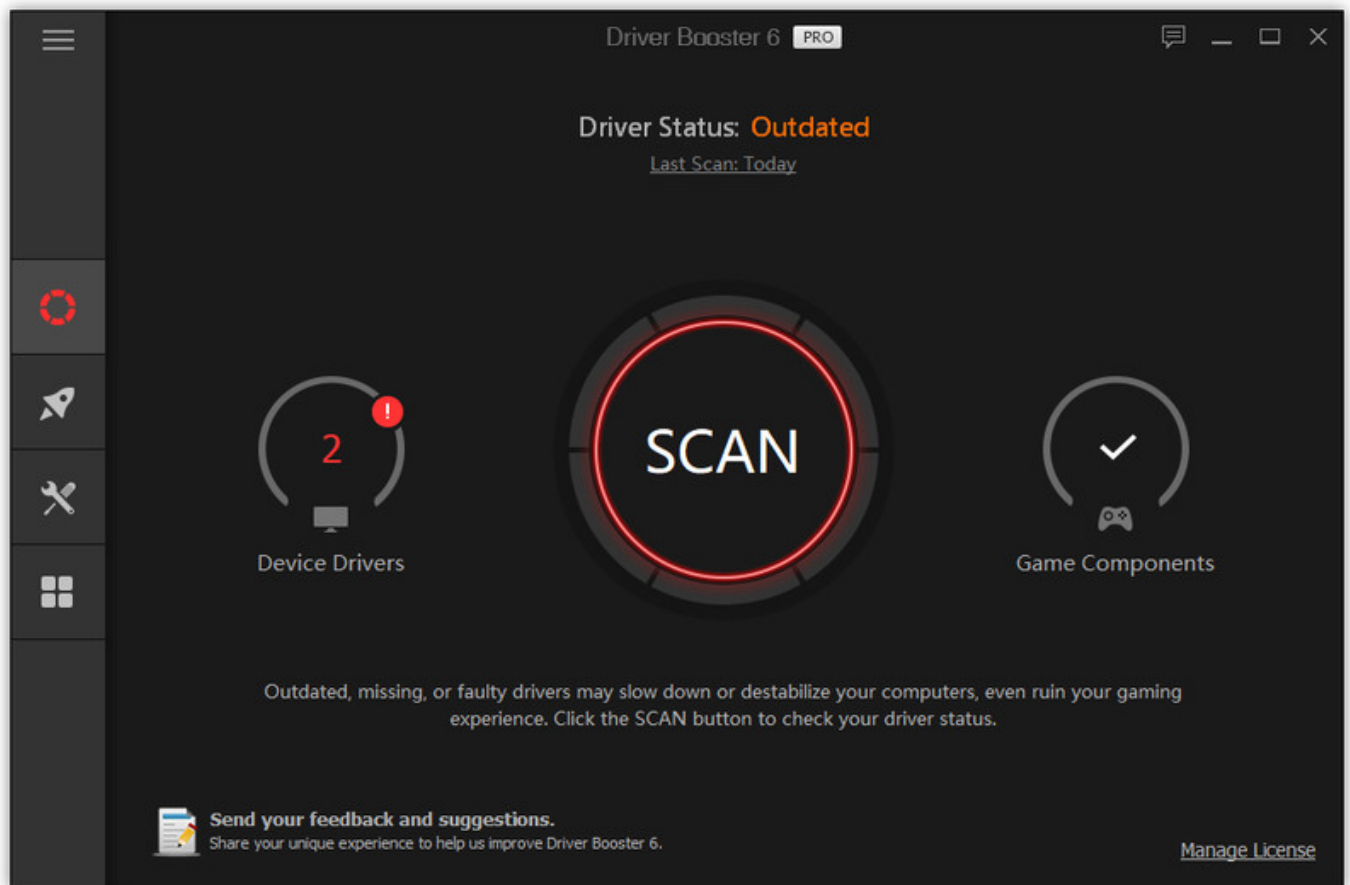 Driver Booster 6 PRO
Driver Status: Outdated
Last Scan: Today
2
!
SCAN
Device Drivers
Game Components
Outdated, missing, or faulty drivers may slow down or destabilize your computers, even ruin your gaming
experience. Click the SCAN button to check your driver status.
Send your feedback and suggestions.
Share your unique experience to help us improve Driver Booster 6.
Manage License